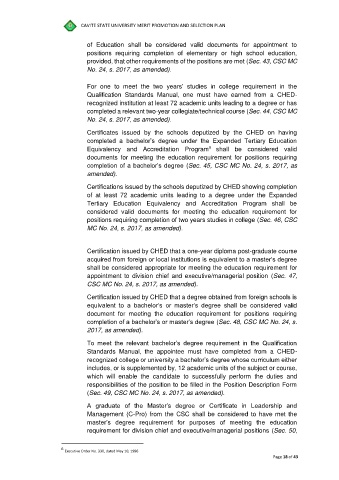 CAVITE STATE UNIVERSITY MERIT PROMOTION AND SELECTION PLAN
of Education shall be considered valid documents for appointment to
positions requiring completion of elementary or high school education,
provided, that other requirements of the positions are met (Sec. 43, CSC MC
No. 24, s. 2017, as amended).
For one to meet the two years' studies in college requirement in the
Qualification Standards Manual, one must have earned from a CHED-
recognized institution at least 72 academic units leading to a degree or has
completed a relevant two-year collegiate/technical course (Sec. 44, CSC MC
No. 24, s. 2017, as amended).
Certificates issued by the schools deputized by the CHED on having
completed a bachelor's degree under the Expanded Tertiary Education
Equivalency and Accreditation Program⁶ shall be considered valid
documents for meeting the education requirement for positions requiring
completion of a bachelor's degree (Sec. 45, CSC MC No. 24, s. 2017, as
amended).
Certifications issued by the schools deputized by CHED showing completion
of at least 72 academic units leading to a degree under the Expanded
Tertiary Education Equivalency and Accreditation Program shall be
considered valid documents for meeting the education requirement for
positions requiring completion of two years studies in college (Sec. 46, CSC
MC No. 24, s. 2017, as amended)
Certification issued by CHED that a one-year diploma post-graduate course
acquired from foreign or local institutions is equivalent to a master's degree
shall be considered appropriate for meeting the education requirement for
appointment to division chief and executive/managerial position (Sec. 47,
CSC MC No. 24, s. 2017, as amended).
Certification issued by CHED that a degree obtained from foreign schools is
equivalent to a bachelor's or master's degree shall be considered valid
document for meeting the education requirement for positions requiring
completion of a bachelor's or master's degree (Sec. 48, CSC MC No. 24, s.
2017, as amended).
To meet the relevant bachelor's degree requirement in the Qualification
Standards Manual, the appointee must have completed from a CHED-
recognized college or university a bachelor's degree whose curriculum either
includes, or is supplemented by, 12 academic units of the subject or course,
which will enable the candidate to successfully perform the duties and
responsibilities of the position to be filled in the Position Description Form
(Sec. 49, CSC MC No. 24, s. 2017, as amended).
A graduate of the Master's degree or Certificate in Leadership and
Management (C-Pro) from the CSC shall be considered to have met the
master's degree requirement for purposes of meeting the education
requirement for division chief and executive/managerial positions (Sec. 50,
⁶ Executive Order No. 330, dated May 10, 1996
Page 18 of 43